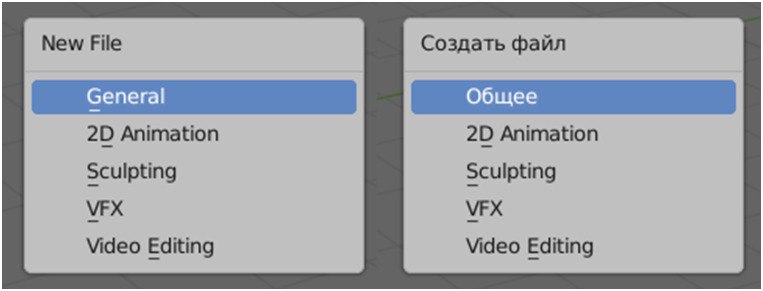 New File
General
2D Animation
Sculpting
VFX
Video Editing
Создать файл
Общее
2D Animation
Sculpting
VFX
Video Editing